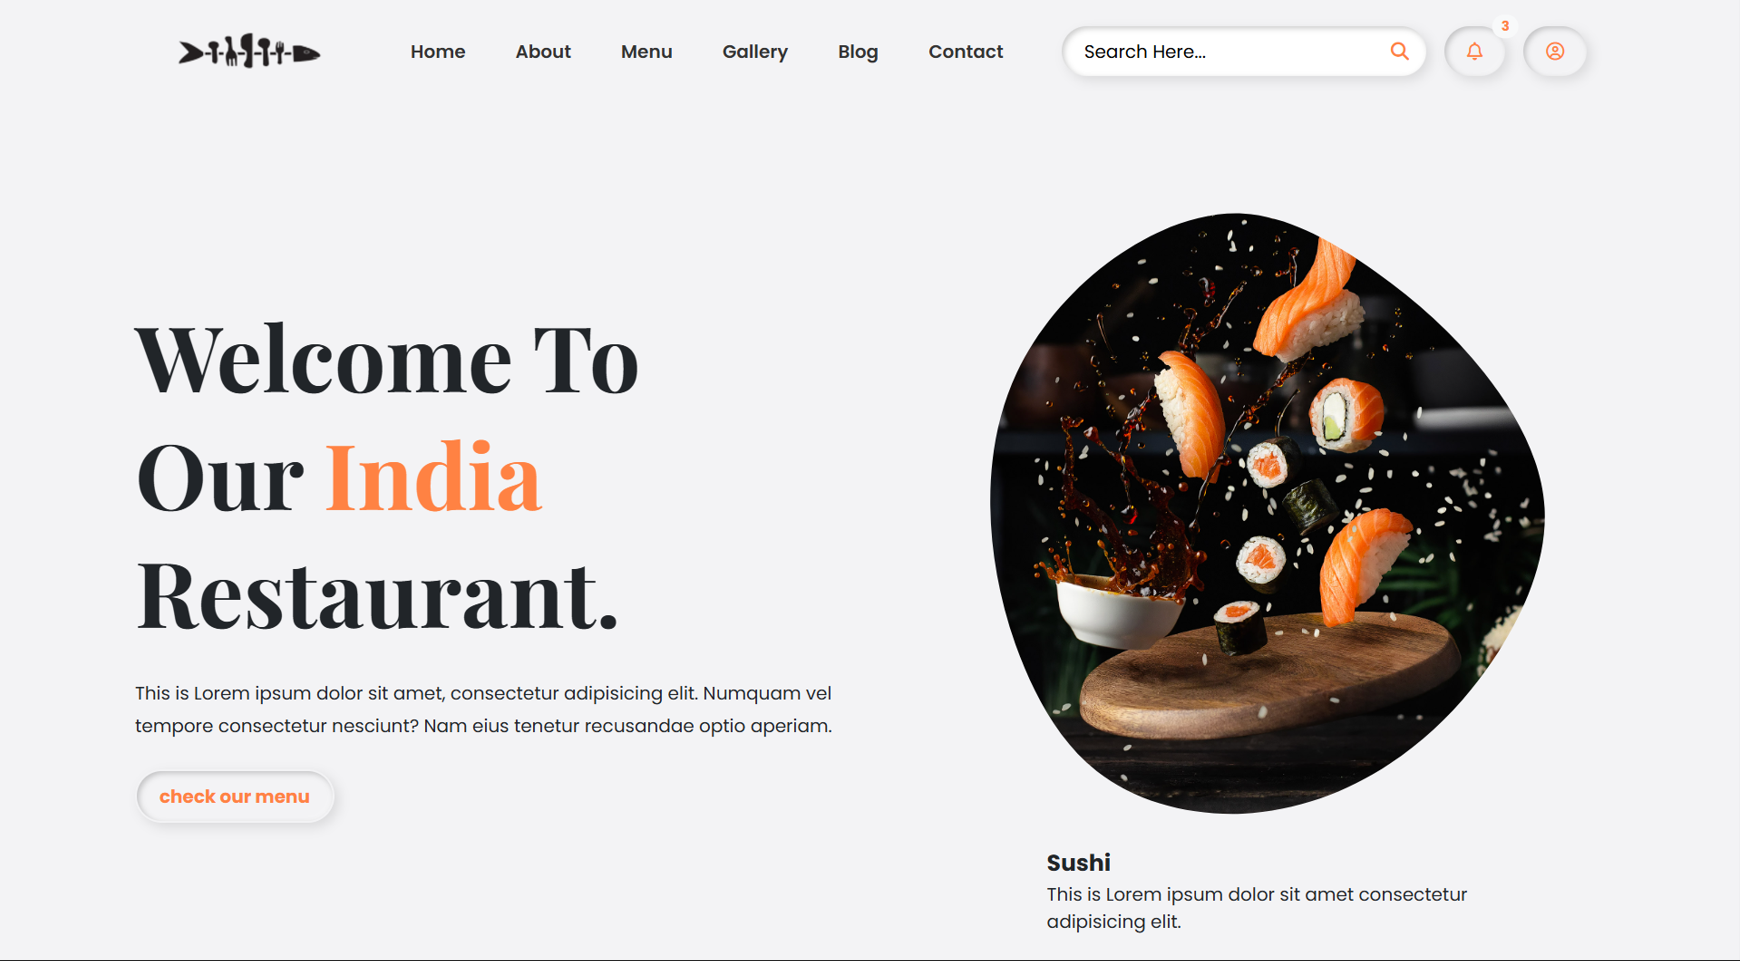 Home About Menu Gallery Blog Contact Search Here... 3
Welcome To
Our India
Restaurant.
This is Lorem ipsum dolor sit amet, consectetur adipisicing elit. Numquam vel
tempore consectetur nesciunt? Nam eius tenetur recusandae optio aperiam.
check our menu
Sushi
This is Lorem ipsum dolor sit amet consectetur
adipisicing elit.